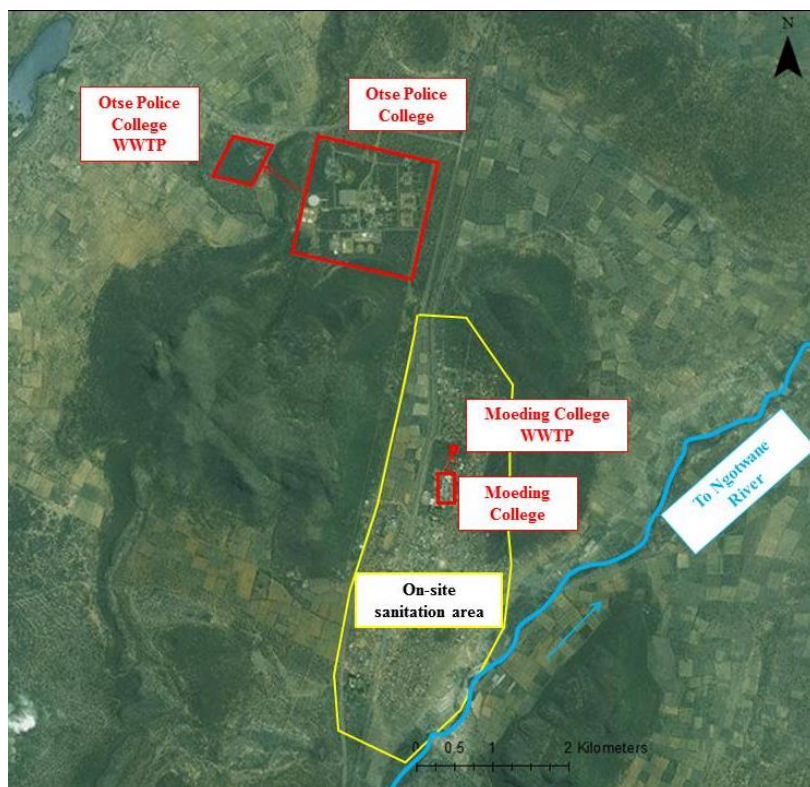 N
Otse Police
College
WWTP
Otse Police
College
Moeding College
WWTP
Moeding
College
To Ngotwane
River
On-site
sanitation area
0 0.5 1 2 Kilometers